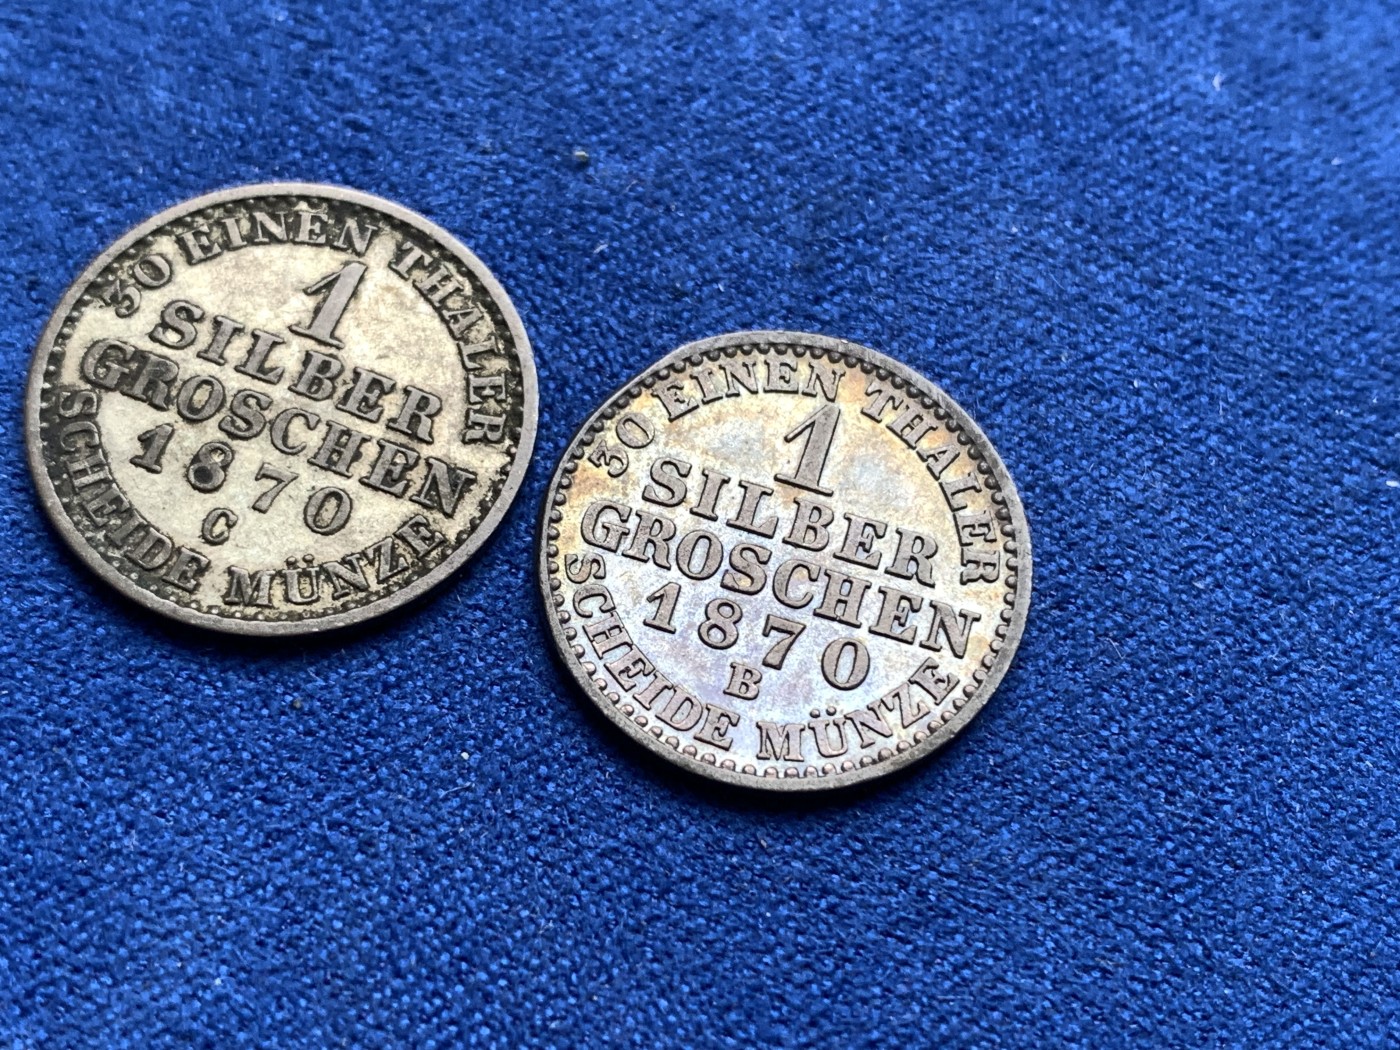 30 EINEN THALER
1
SILBER
GROSCHEN
1870
C
SCHEIDE MÜNZE
30 EINEN THALER
1
SILBER
GROSCHEN
1870
B
SCHEIDE MÜNZE